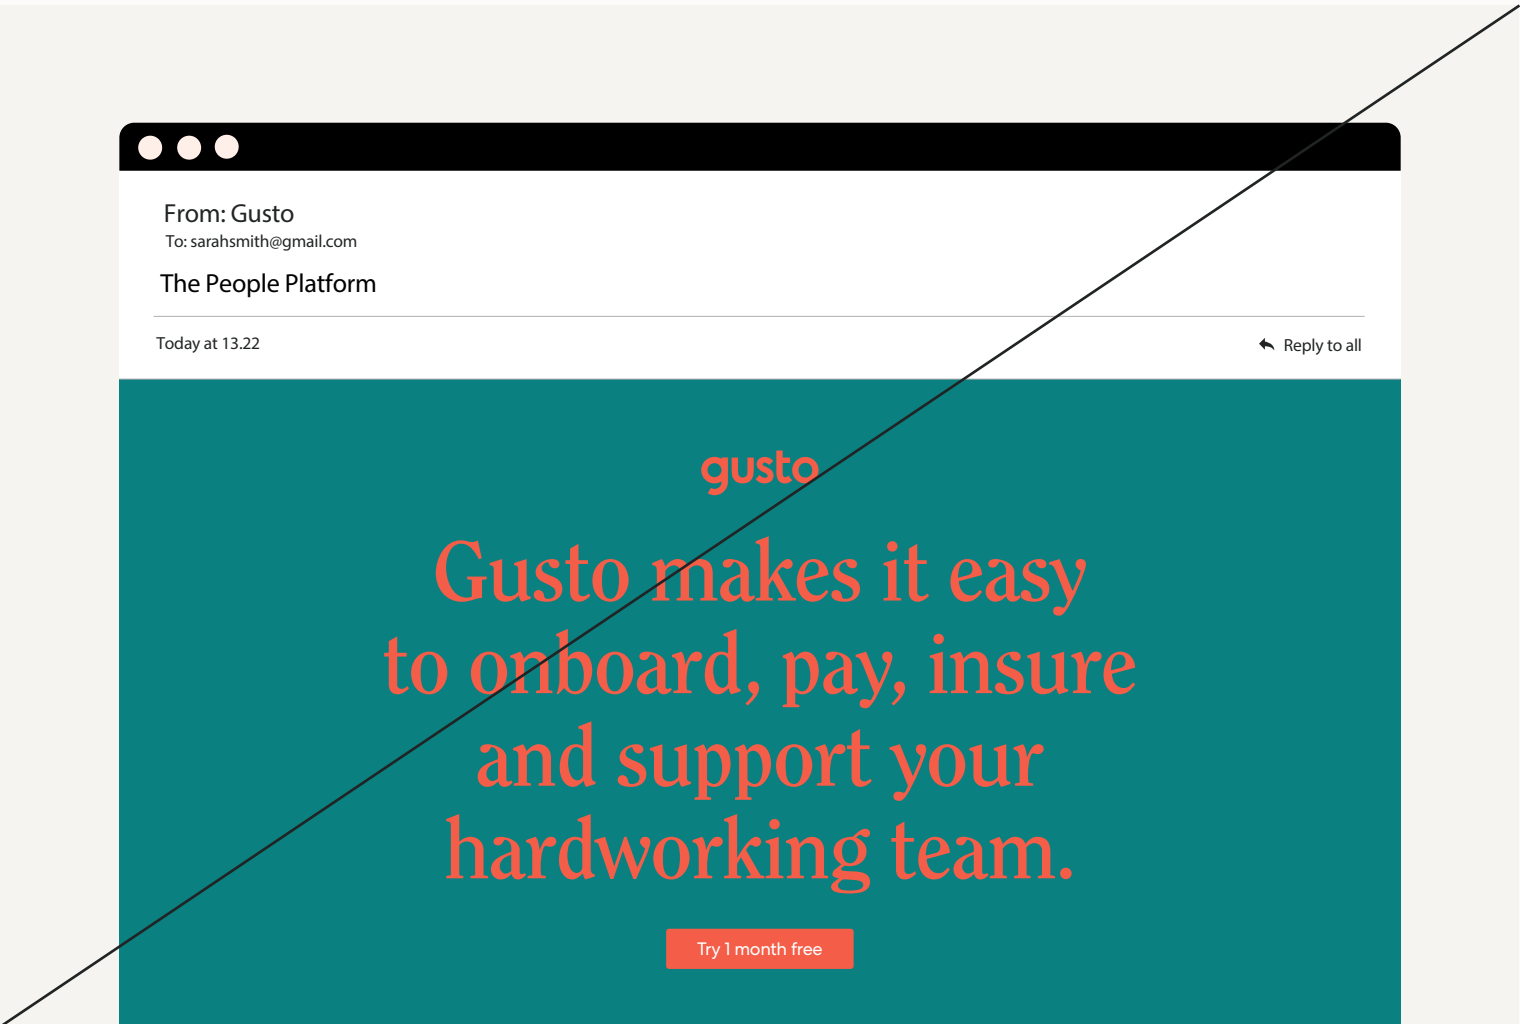 From: Gusto
To: sarahsmith@gmail.com
The People Platform
Today at 13.22
Reply to all
gusto
Gusto makes it easy
to onboard, pay, insure
and support your
hardworking team.
Try 1 month free